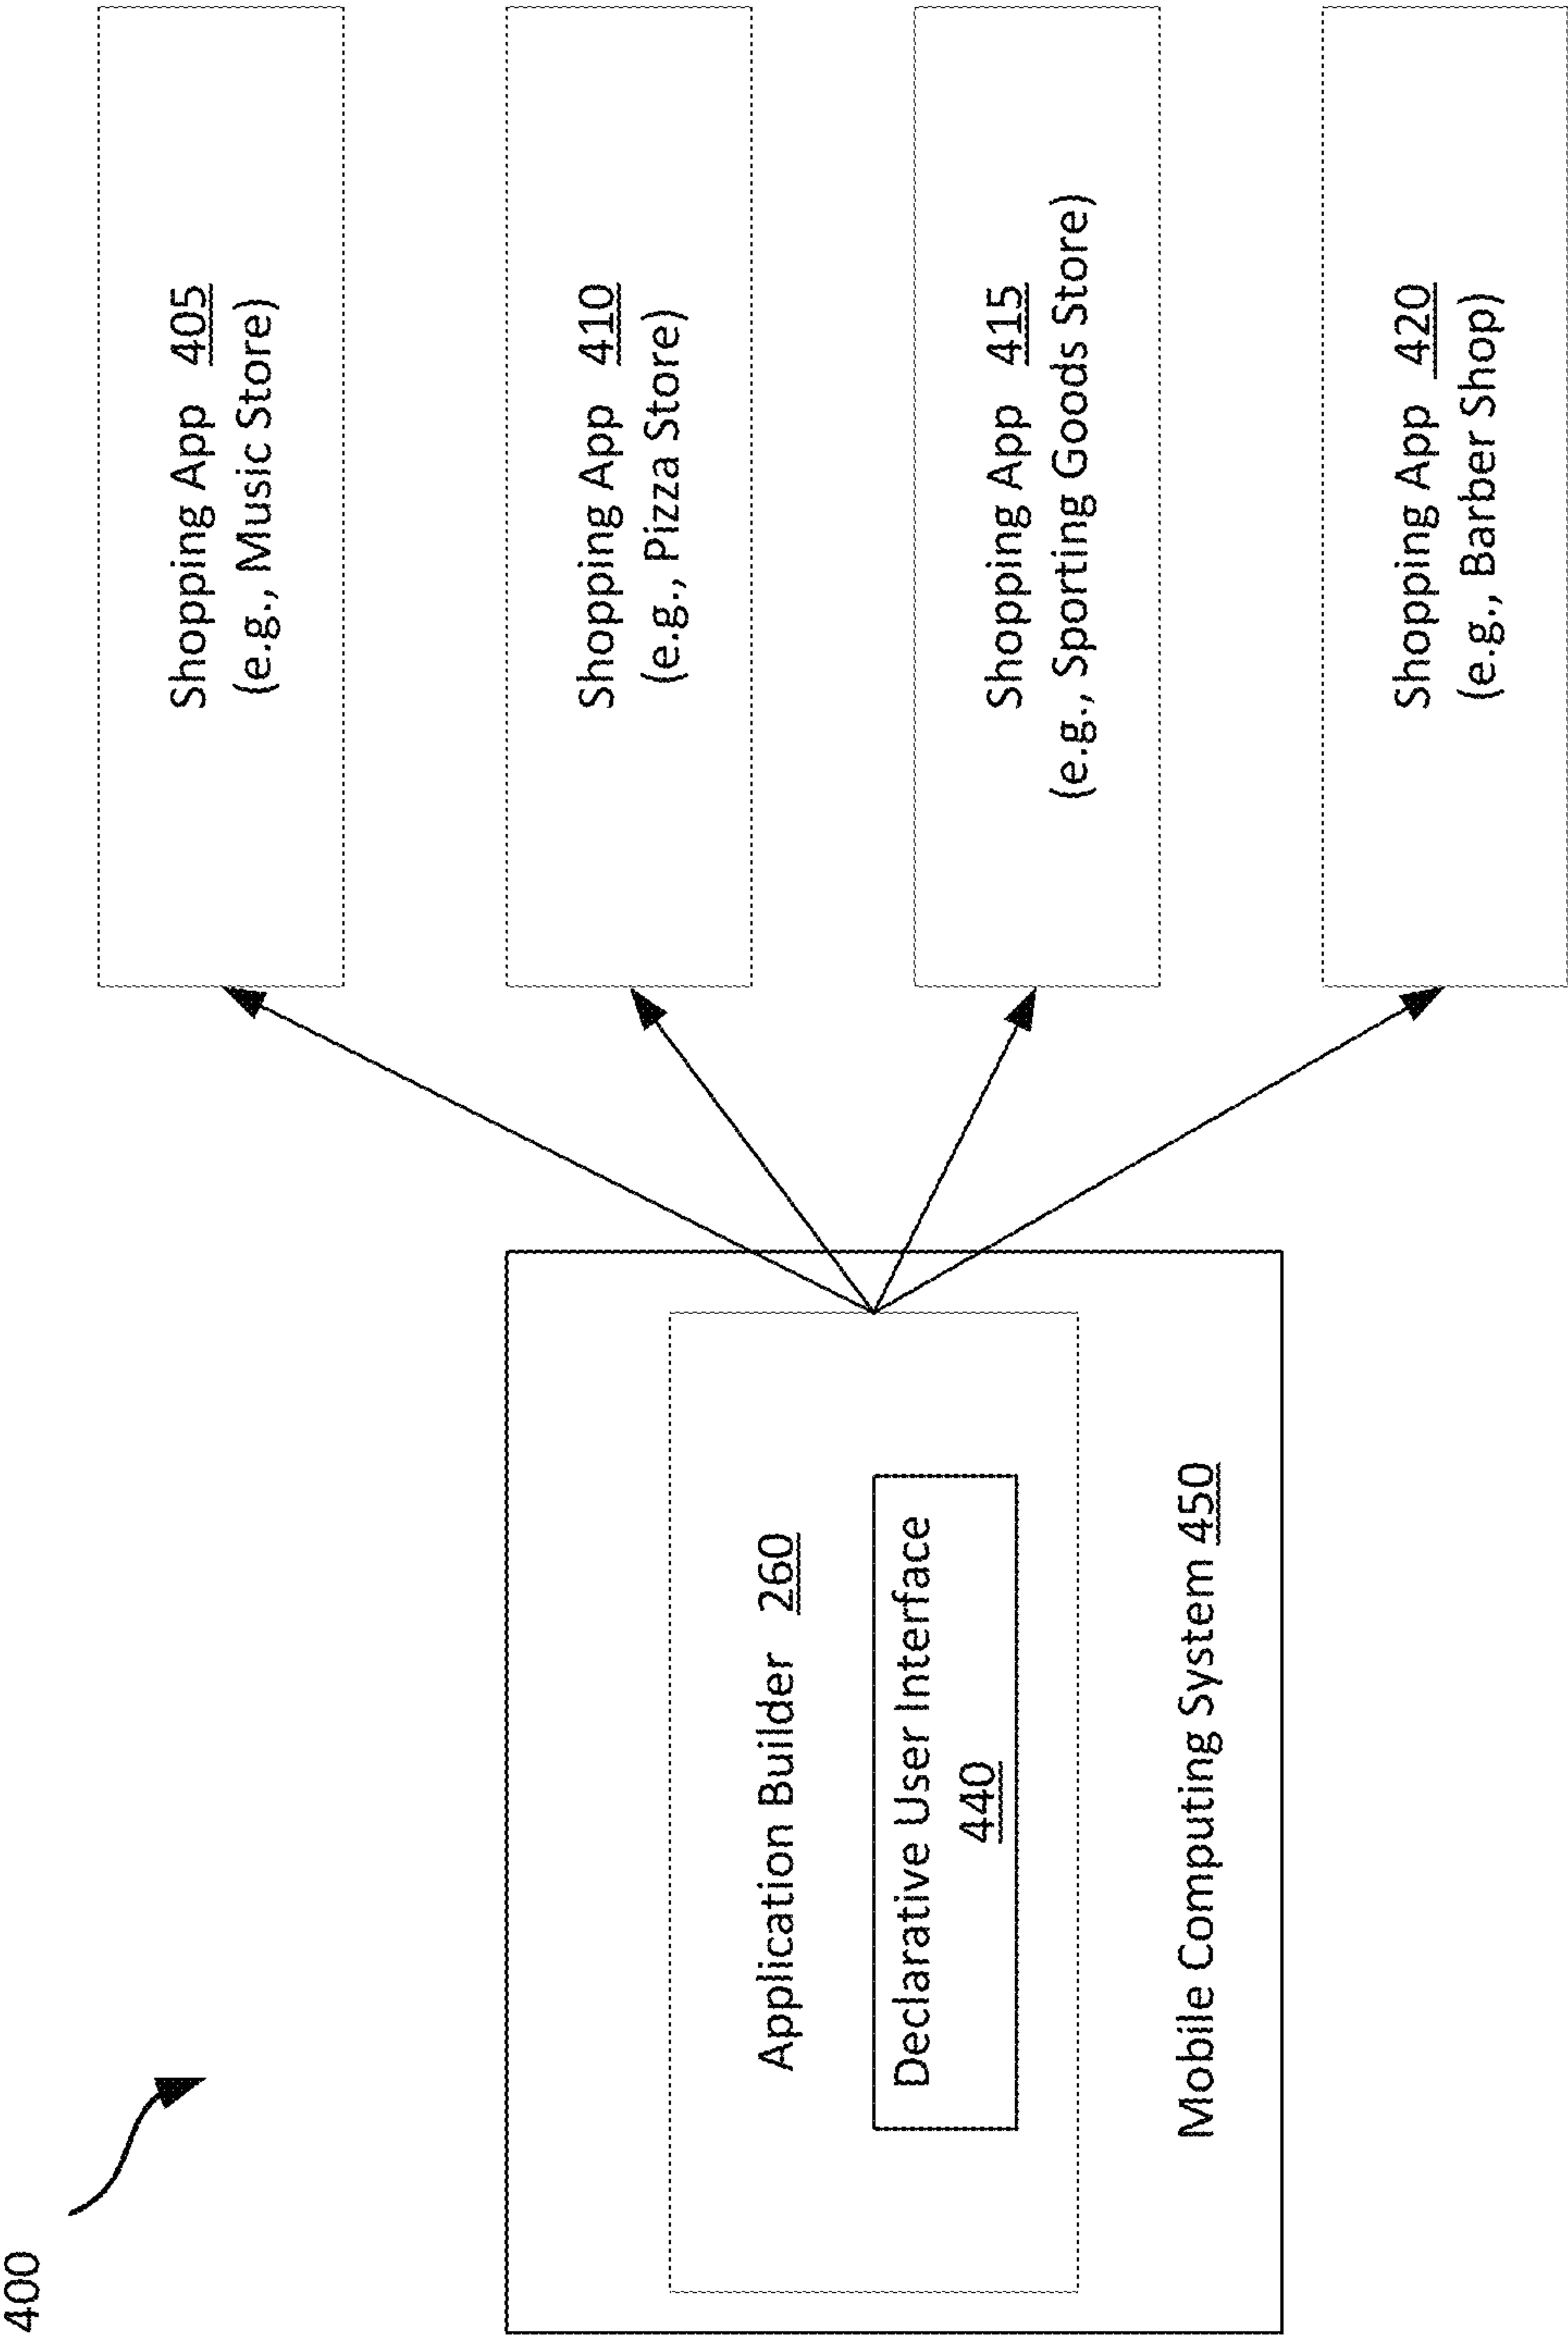 400
Application Builder 260
Declarative User Interface
440
Mobile Computing System 450
Shopping App 405
(e.g., Music Store)
Shopping App 410
(e.g., Pizza Store)
Shopping App 415
(e.g., Sporting Goods Store)
Shopping App 420
(e.g., Barber Shop)